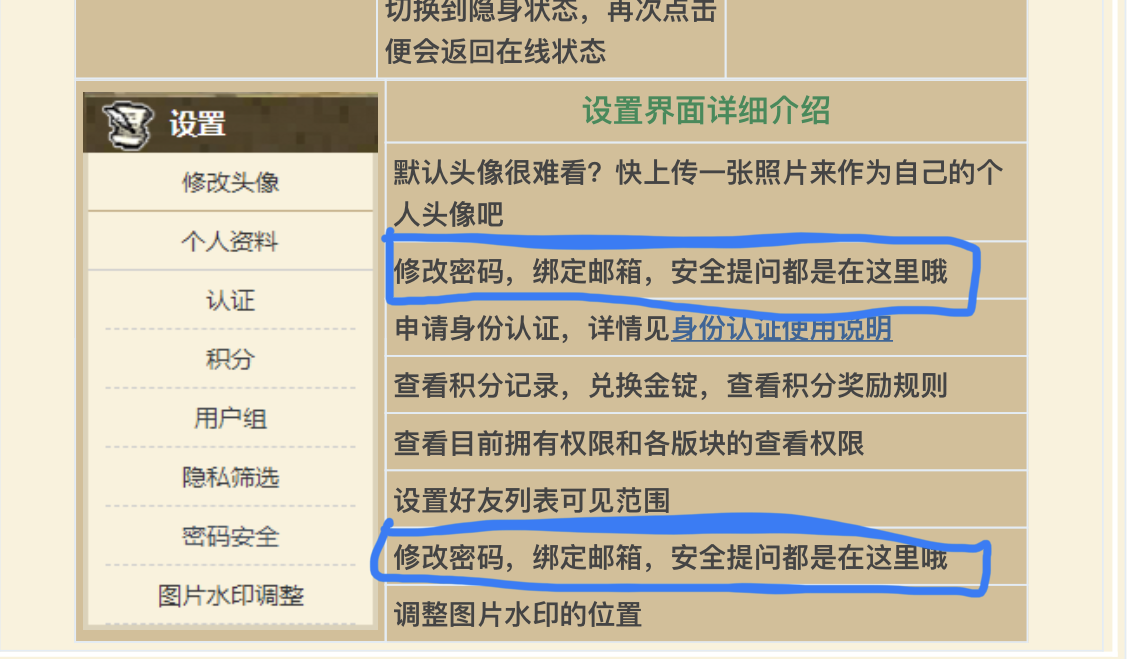 切换到隐身状态，再次点击
便会返回在线状态
设置
修改头像
个人资料
认证
积分
用户组
隐私筛选
密码安全
图片水印调整
设置界面详细介绍
默认头像很难看？快上传一张照片来作为自己的个
人头像吧
修改密码，绑定邮箱，安全提问都是在这里哦
申请身份认证，详情见身份认证使用说明
查看积分记录，兑换金锭，查看积分奖励规则
查看目前拥有权限和各版块的查看权限
设置好友列表可见范围
修改密码，绑定邮箱，安全提问都是在这里哦
调整图片水印的位置